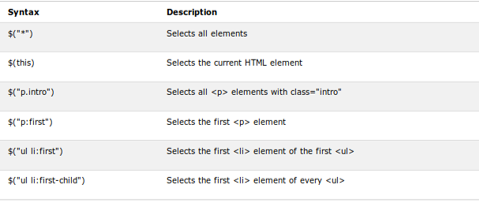 Syntax Description
$("*") Selects all elements
$(this) Selects the current HTML element
$("p.intro") Selects all <p> elements with class="intro"
$("p:first") Selects the first <p> element
$("ul li:first") Selects the first <li> element of the first <ul>
$("ul li:first-child") Selects the first <li> element of every <ul>